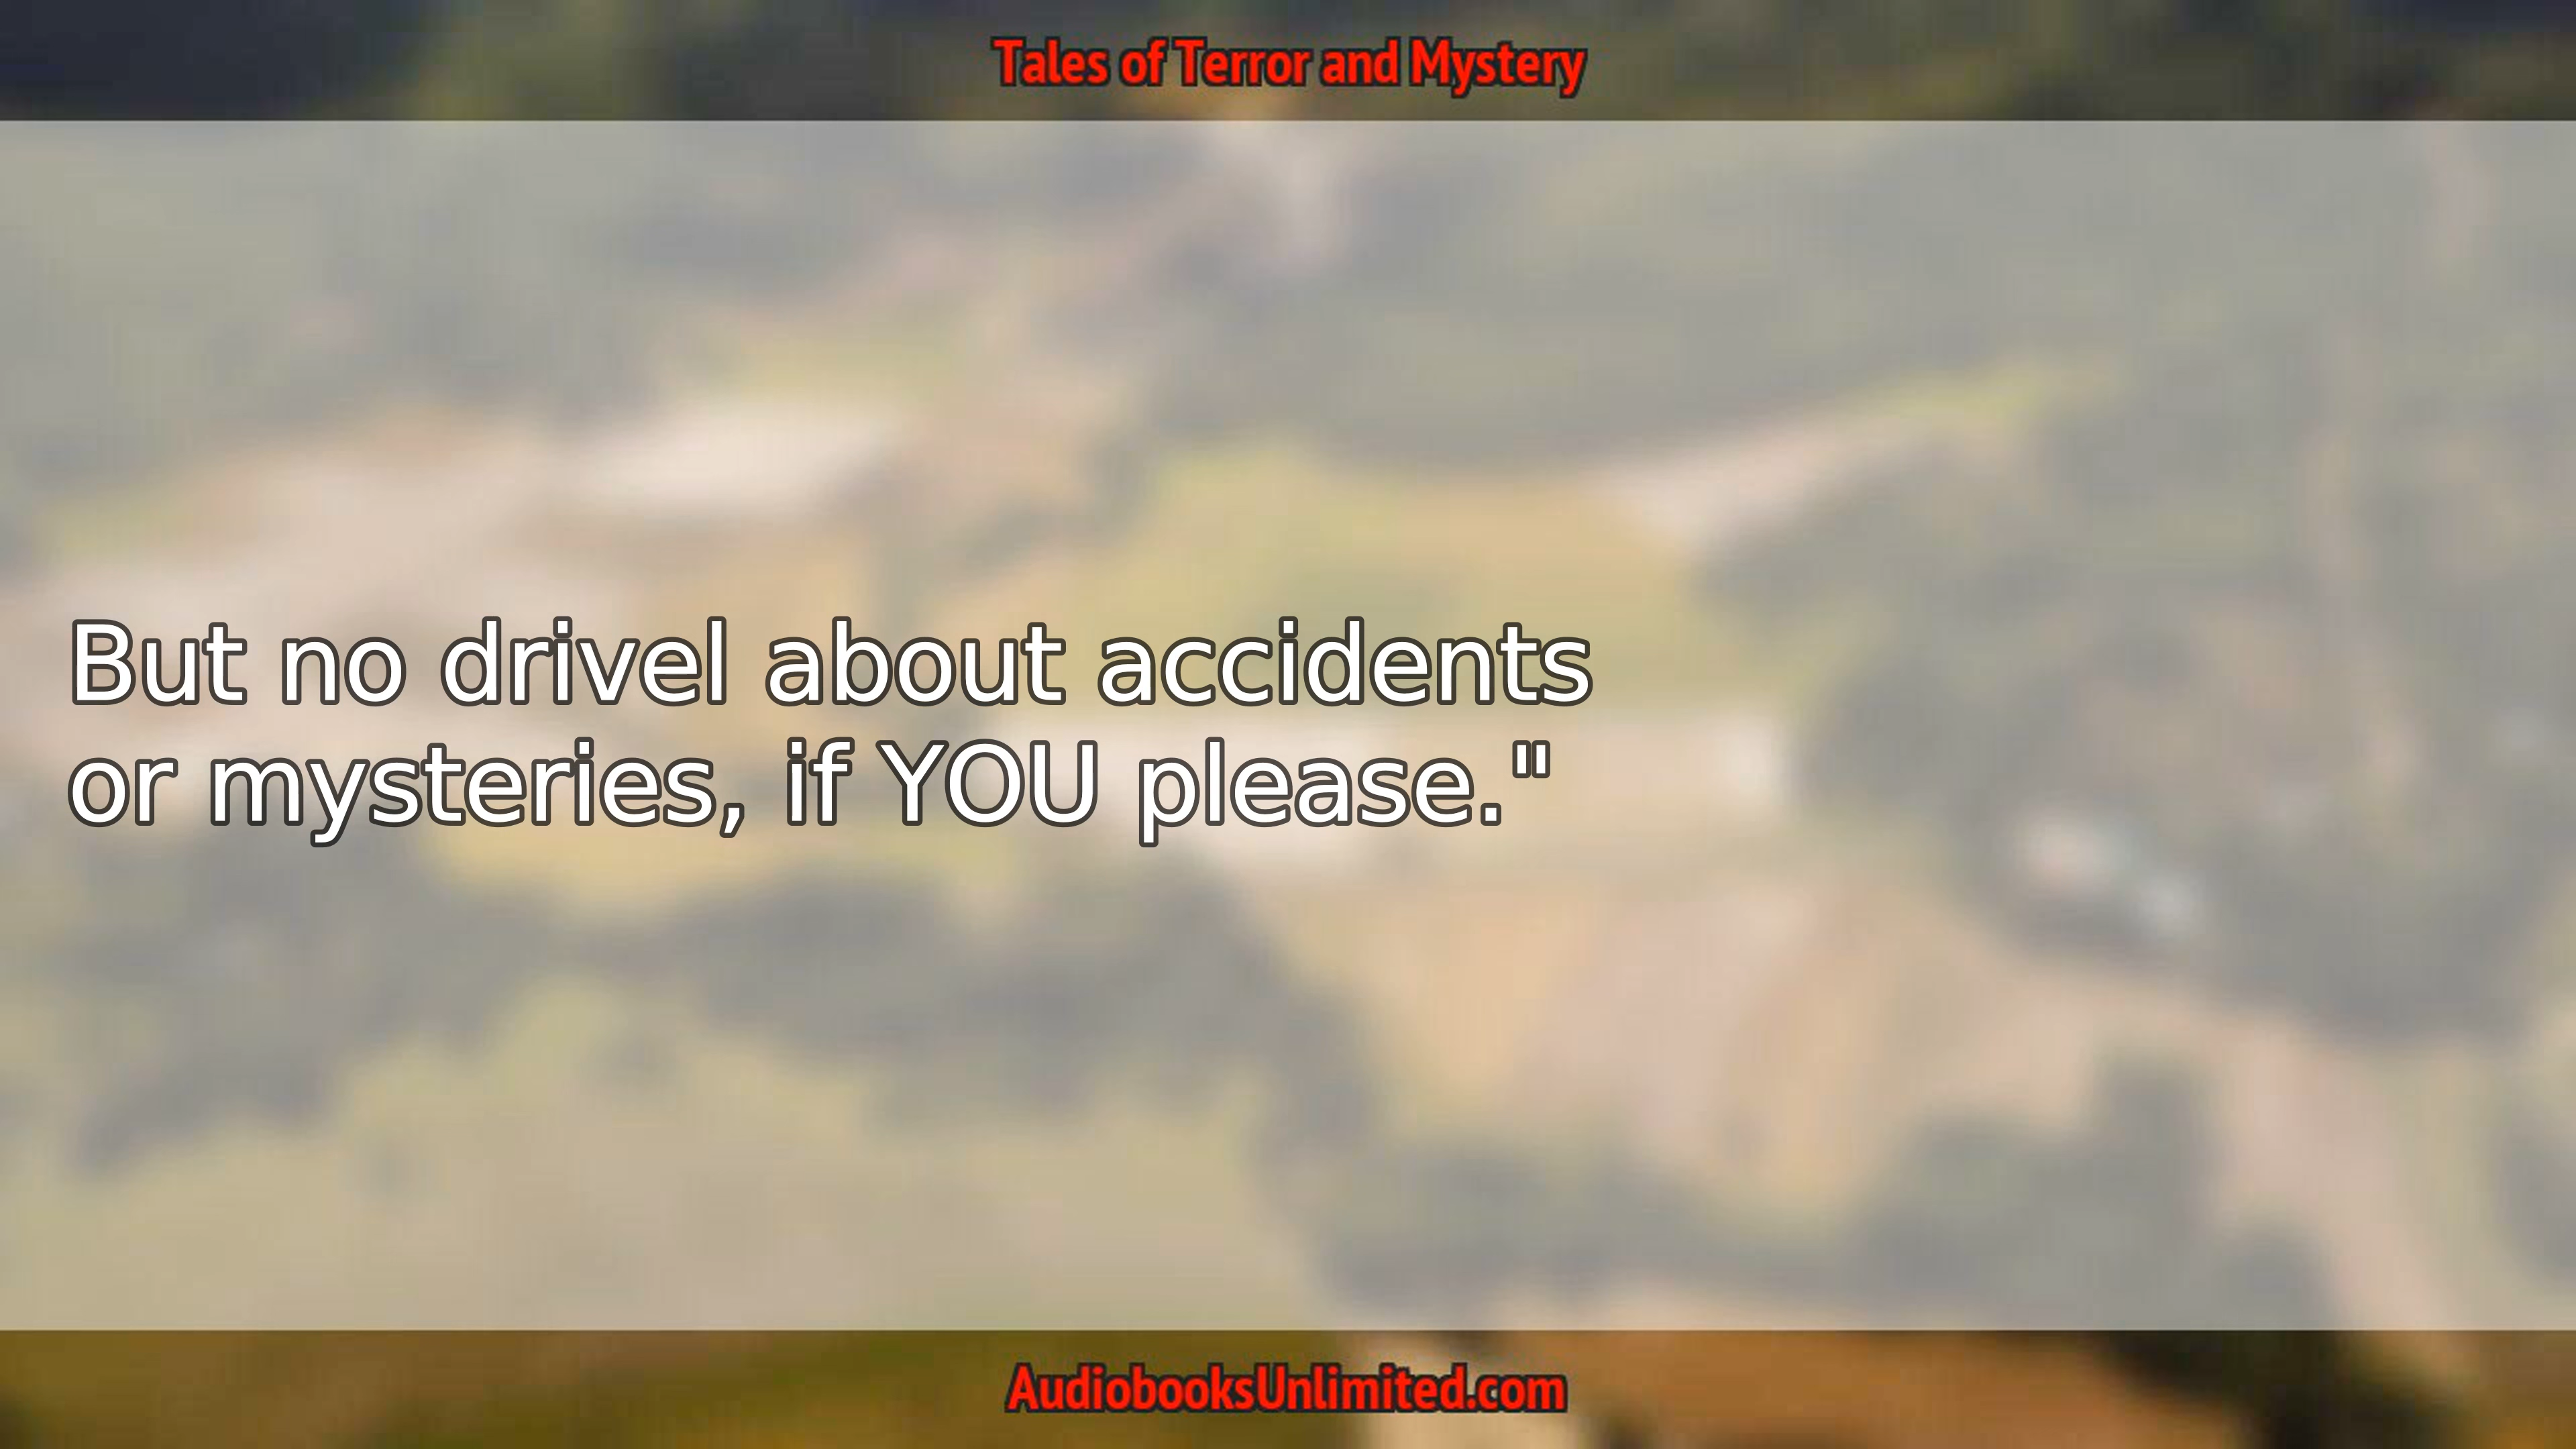 Tales of Terror and Mystery
But no drivel about accidents
or mysteries, if YOU please."
AudiobooksUnlimited.com